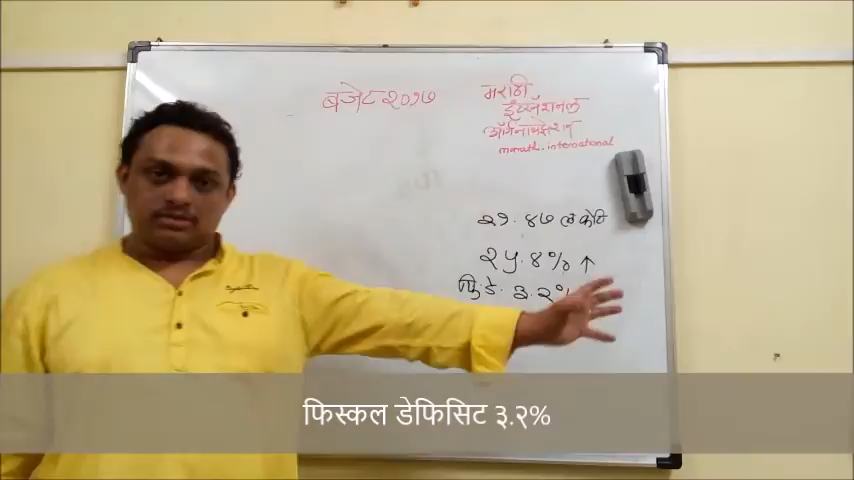 बजेट २०१७
मराठी
इंटरनॅशनल
ऑर्गनायझेशन
marathi.international
२१.४७ ल कोटि
२५.४% ↑
फि. डे. ३.२%
फिस्कल डेफिसिट ३.२%